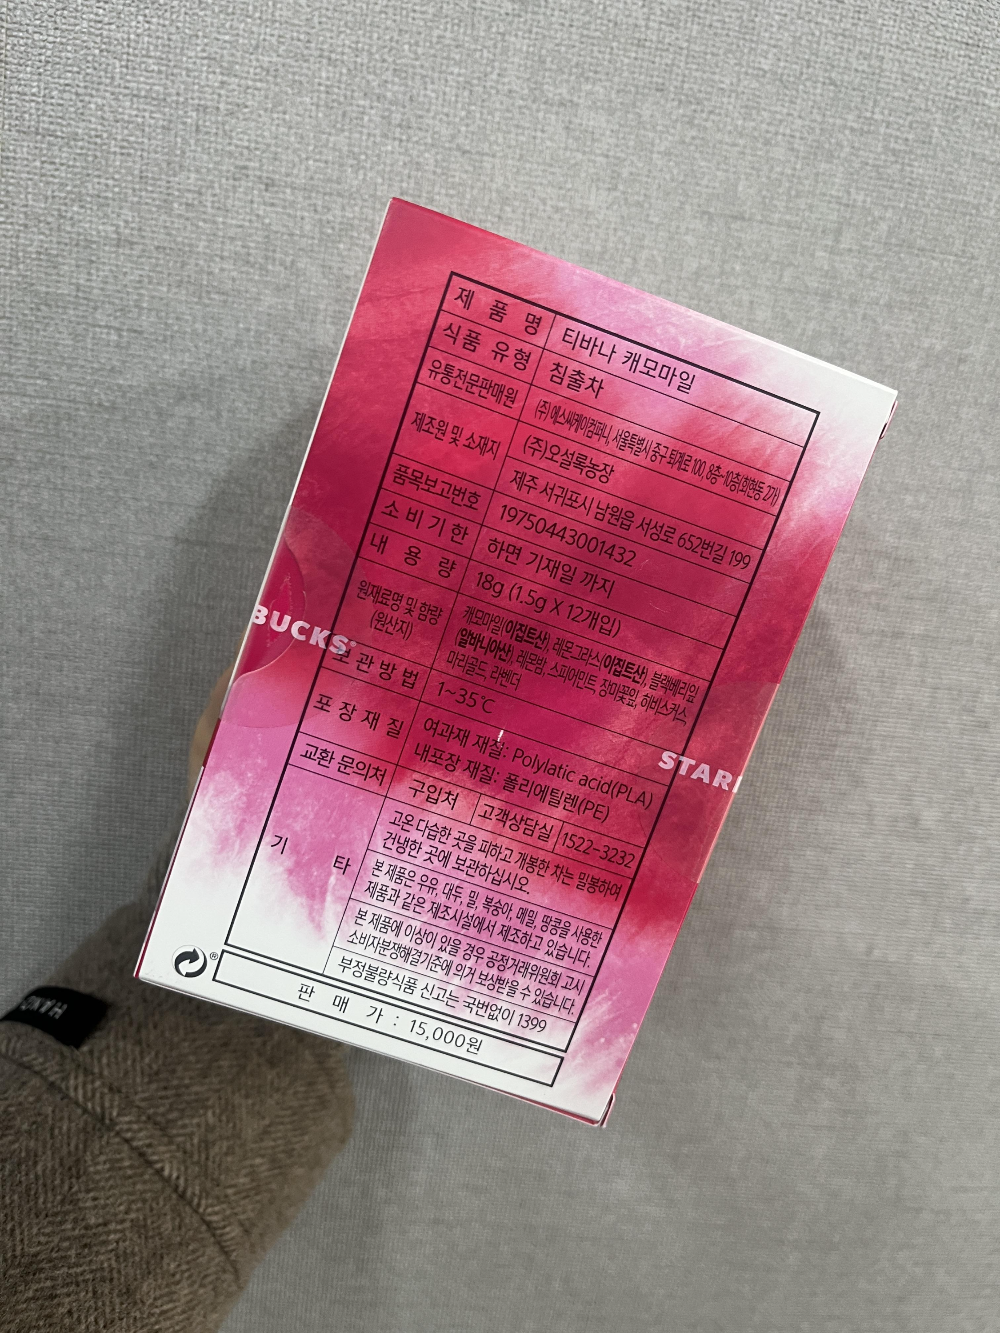 제 품 명 티바나 캐모마일
식품 유형 침출차
유통전문판매원 (주)에스씨케이컴퍼니, 서울특별시 중구 퇴계로 100, 8층~10층(회현동 2가)
제조원 및 소재지 (주)오설록농장
제주 서귀포시 남원읍 서성로 652번길 199
품목보고번호 19750443001432
소비기한 하면 기재일 까지
내 용 량 18g (1.5g X 12개입)
원재료명 및 함량
(원산지)
캐모마일(이집트산), 레몬그라스(이집트산), 블랙베리잎
(알바니아산), 레몬밤, 스피어민트, 장미꽃잎, 히비스커스,
마리골드, 라벤더
보관방법 1~35℃
포장재질 여과재 재질: Polylatic acid(PLA)
내포장 재질: 폴리에틸렌(PE)
교환 문의처 구입처 고객상담실 1522-3232
기 타
고온 다습한 곳을 피하고 개봉한 차는 밀봉하여
건냉한 곳에 보관하십시오.
본 제품은 우유, 대두, 밀, 복숭아, 메밀, 땅콩을 사용한
제품과 같은 제조시설에서 제조하고 있습니다.
본 제품에 이상이 있을 경우 공정거래위원회 고시
소비자분쟁해결기준에 의거 보상받을 수 있습니다.
부정불량식품 신고는 국번없이 1399
판 매 가 : 15,000원
BUCKS®
STAR